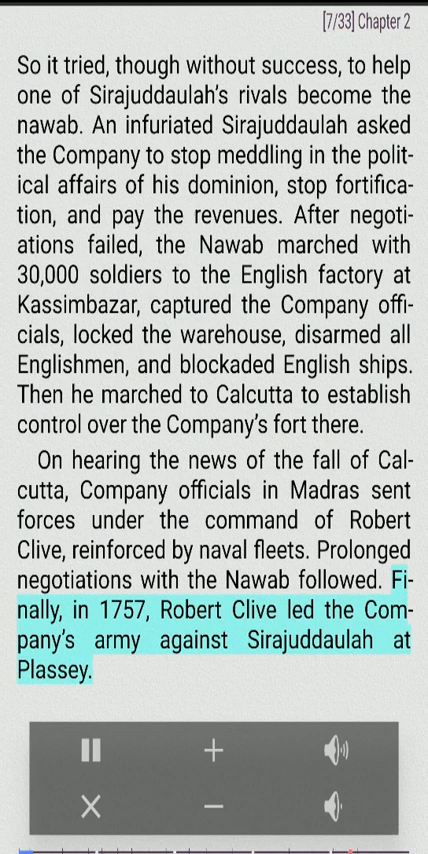 [7/33] Chapter 2
So it tried, though without success, to help
one of Sirajuddaulah's rivals become the
nawab. An infuriated Sirajuddaulah asked
the Company to stop meddling in the polit-
ical affairs of his dominion, stop fortifica-
tion, and pay the revenues. After negoti-
ations failed, the Nawab marched with
30,000 soldiers to the English factory at
Kassimbazar, captured the Company offi-
cials, locked the warehouse, disarmed all
Englishmen, and blockaded English ships.
Then he marched to Calcutta to establish
control over the Company's fort there.
On hearing the news of the fall of Cal-
cutta, Company officials in Madras sent
forces under the command of Robert
Clive, reinforced by naval fleets. Prolonged
negotiations with the Nawab followed. Fi-
nally, in 1757, Robert Clive led the Com-
pany's army against Sirajuddaulah at
Plassey.